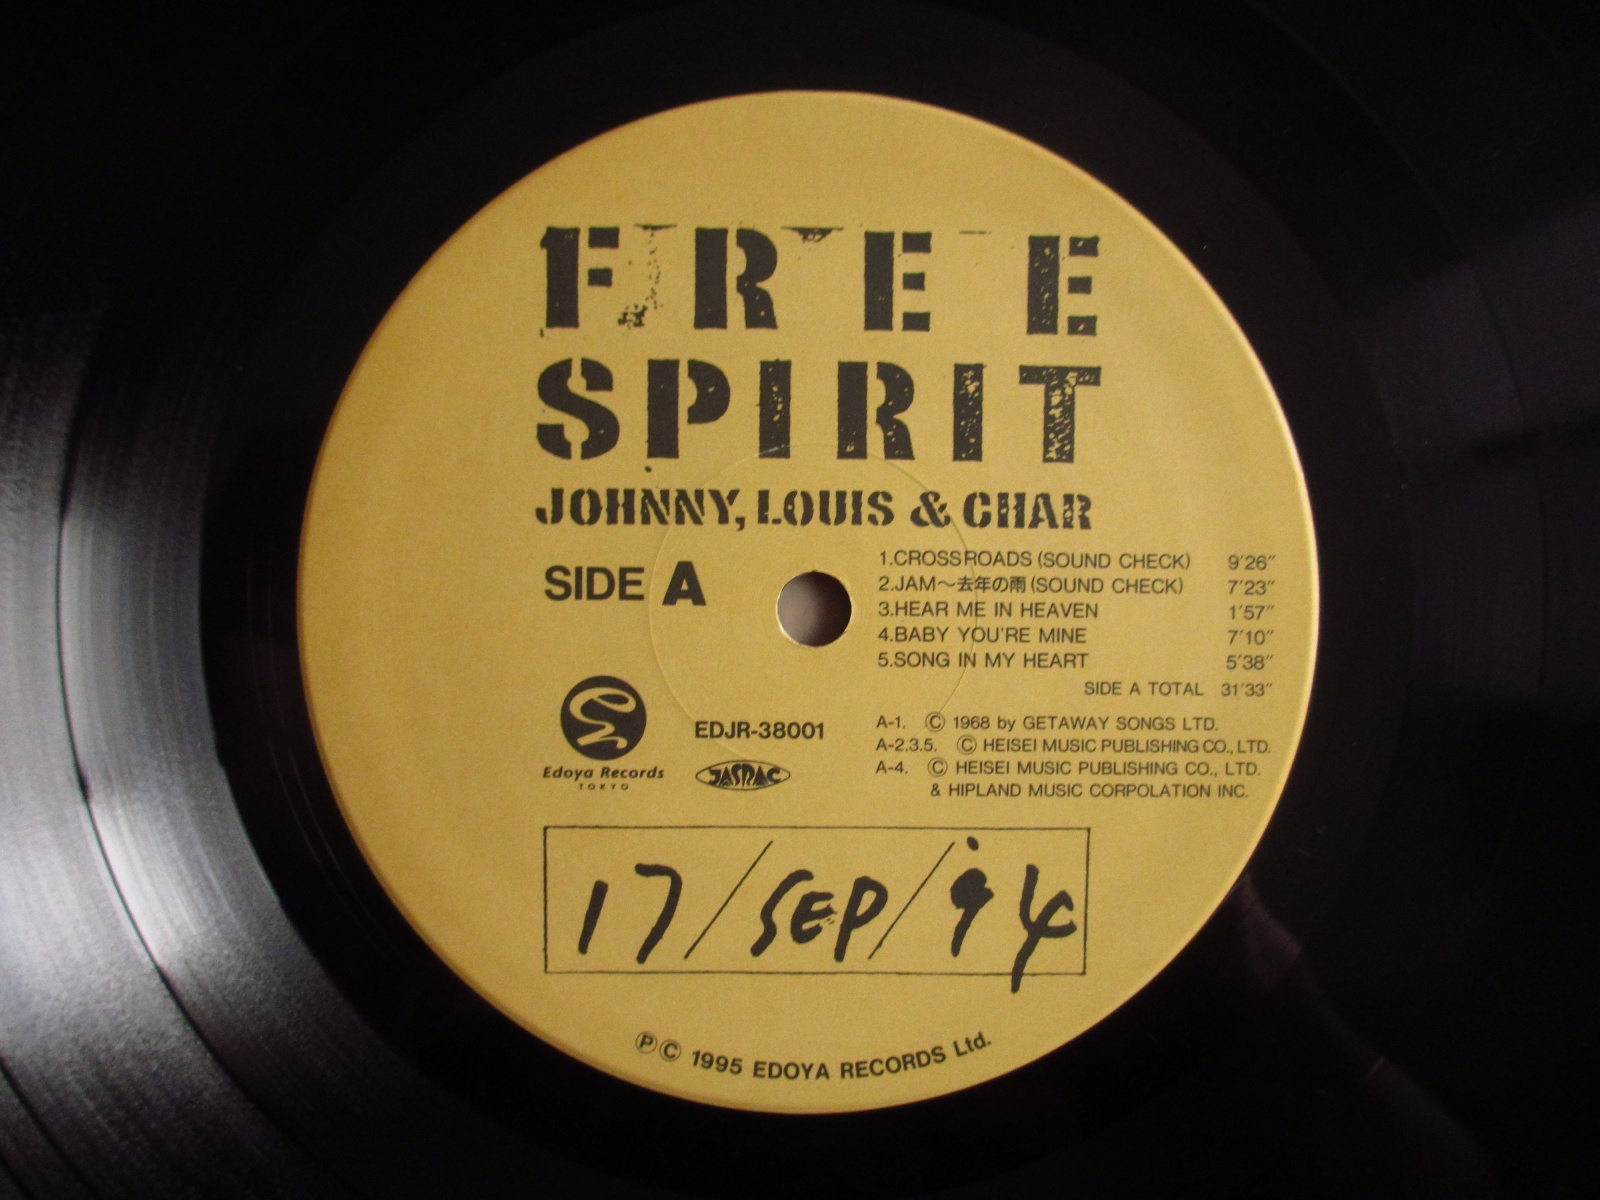 FREE
SPIRIT
JOHNNY, LOUIS & CHAR
SIDE A
1.CROSSROADS (SOUND CHECK) 9'26"
2.JAM～去年の雨 (SOUND CHECK) 7'23"
3.HEAR ME IN HEAVEN 1'57"
4.BABY YOU'RE MINE 7'10"
5.SONG IN MY HEART 5'38"
SIDE A TOTAL 31'33"
EDJR-38001
Edoya Records
TOKYO
JASRAC
A-1. Ⓒ 1968 by GETAWAY SONGS LTD.
A-2.3.5. Ⓒ HEISEI MUSIC PUBLISHING CO., LTD.
A-4. Ⓒ HEISEI MUSIC PUBLISHING CO., LTD.
& HIPLAND MUSIC CORPOLATION INC.
17/SEP/'94
ⓅⒸ 1995 EDOYA RECORDS Ltd.